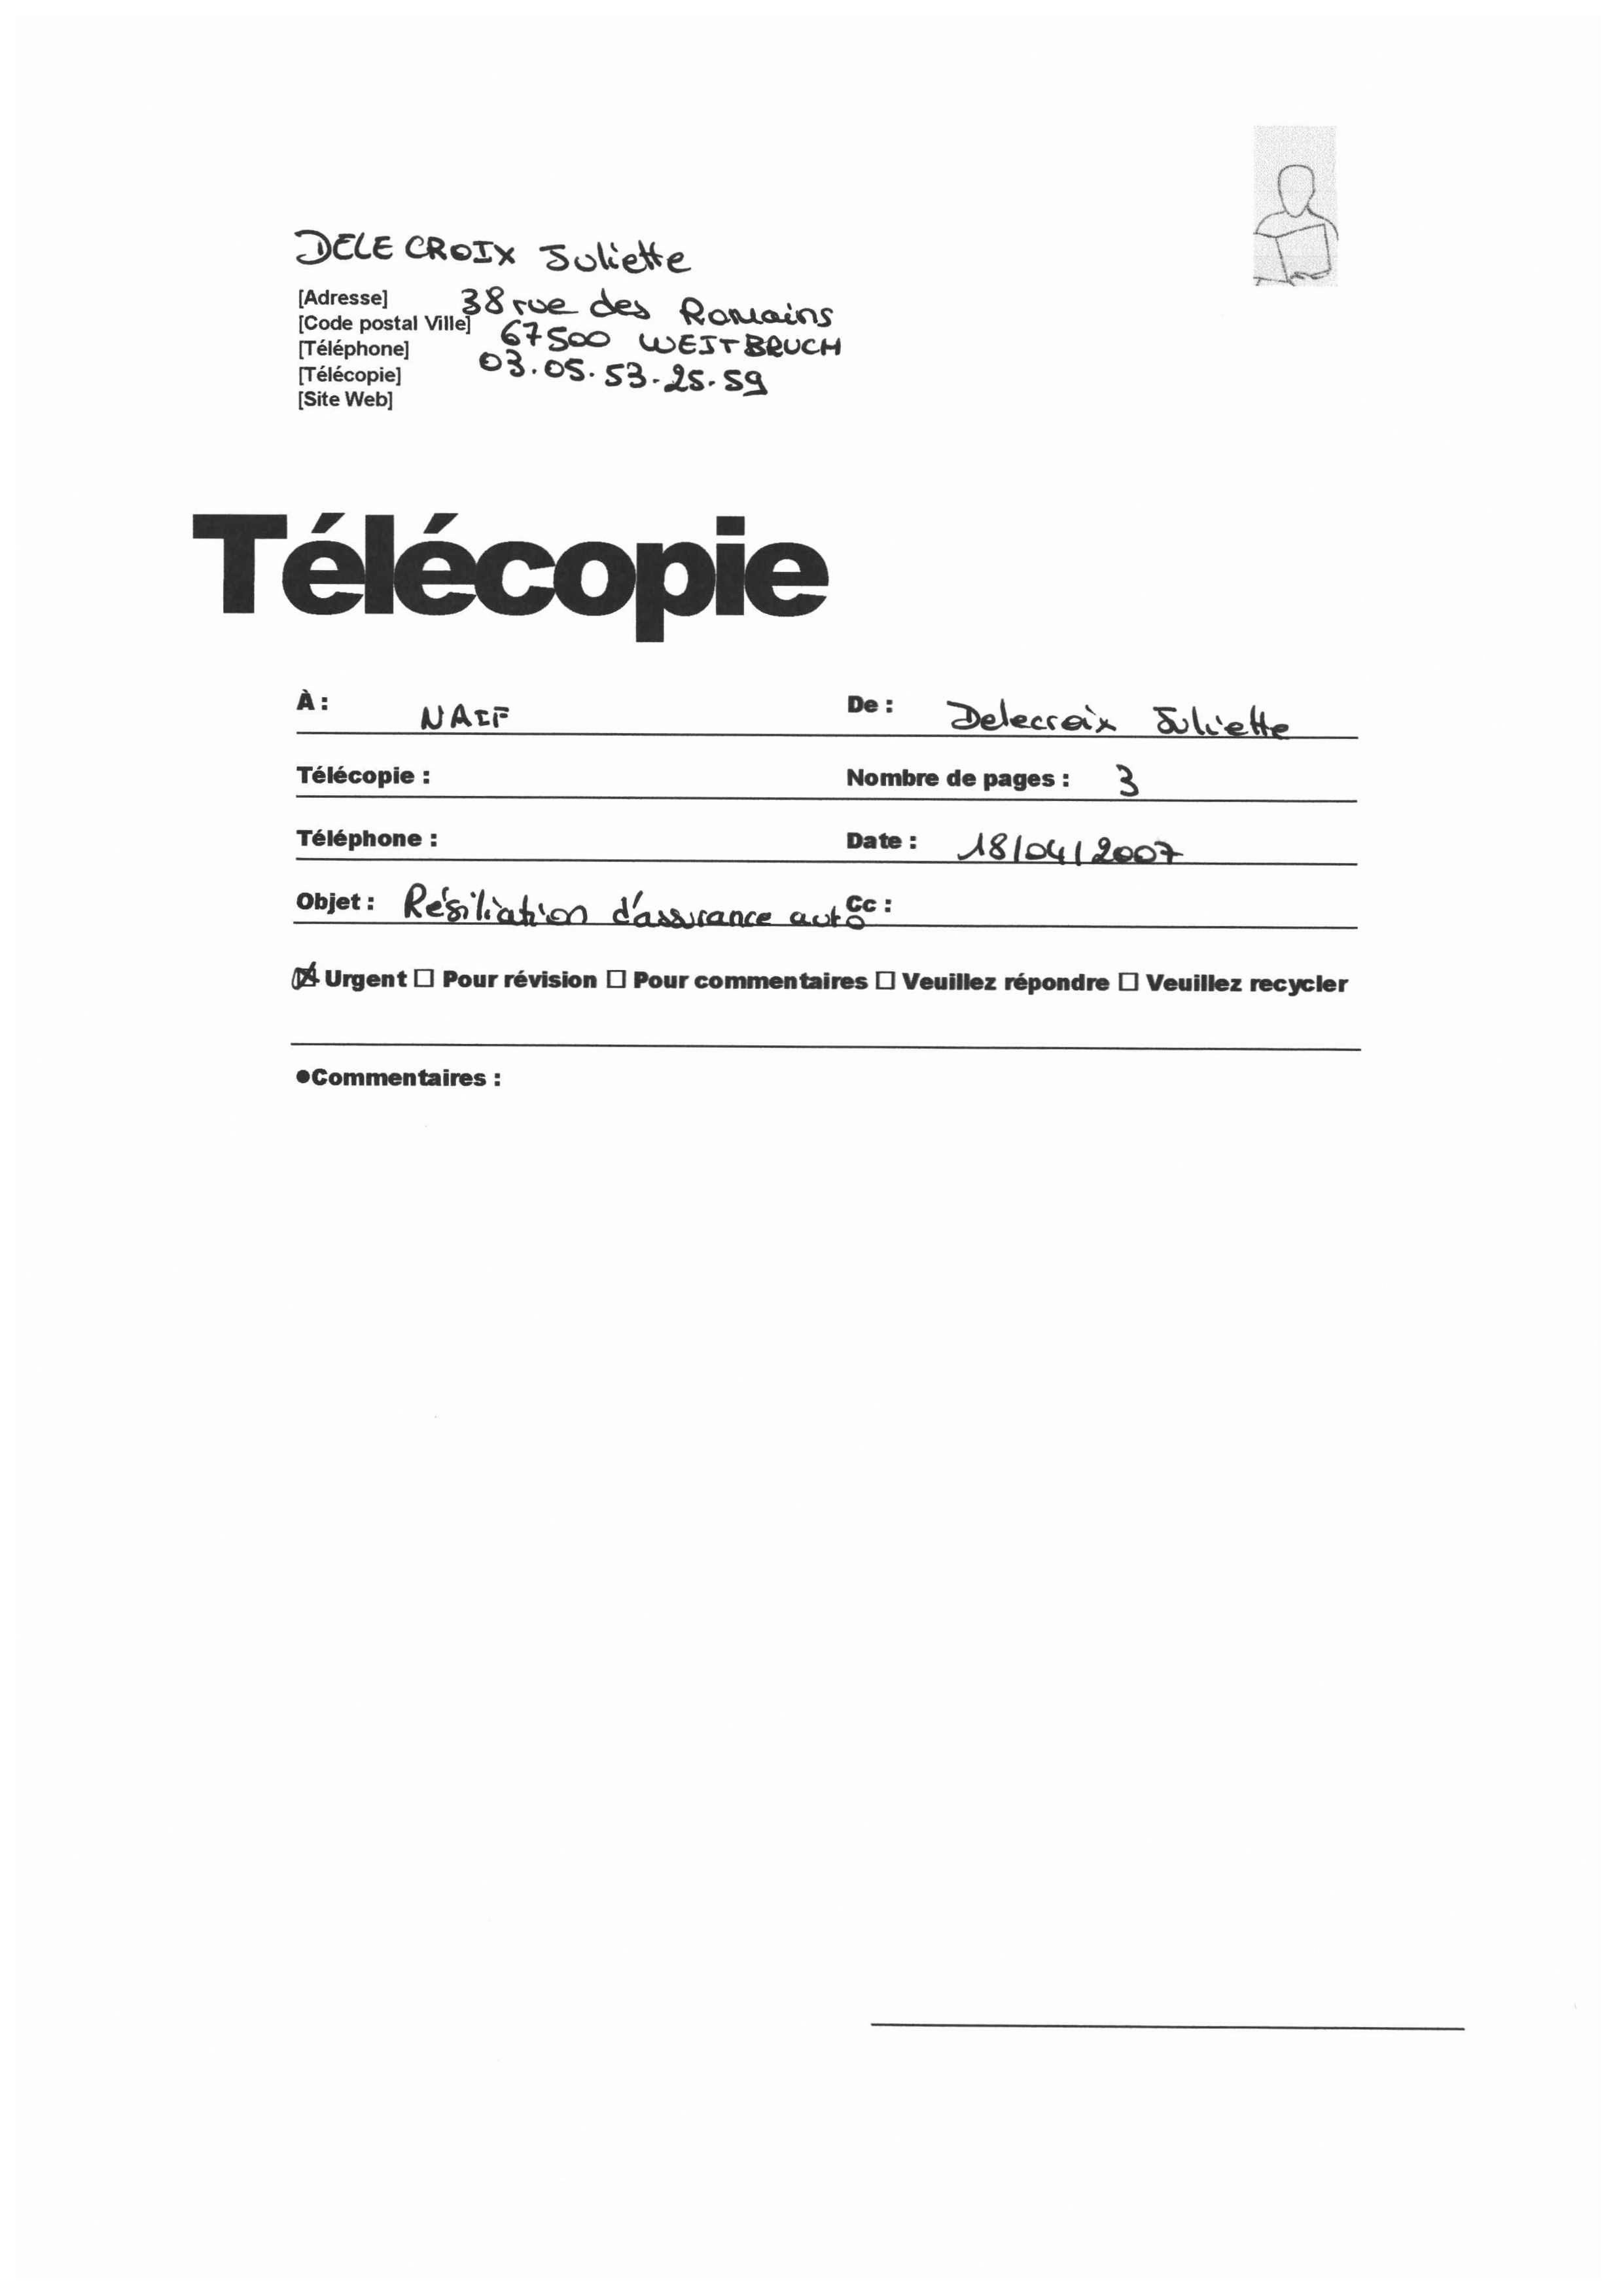 DELECROIX Juliette
[Adresse] 38 rue des Romains
[Code postal Ville] 67500 WEITBRUCH
[Téléphone] 03.05.53.25.59
[Télécopie]
[Site Web]
Télécopie
À : NAIF De : Delecroix Juliette
Télécopie : Nombre de pages : 3
Téléphone : Date : 18/04/2007
Objet : Résiliation d'assurance auto Cc :
☒ Urgent ☐ Pour révision ☐ Pour commentaires ☐ Veuillez répondre ☐ Veuillez recycler
●Commentaires :